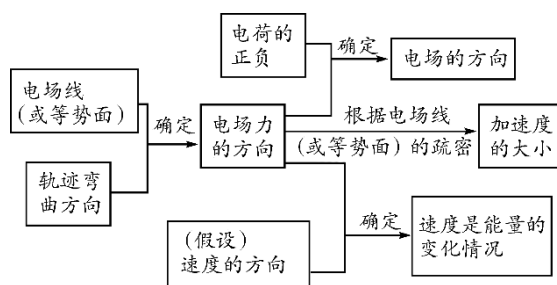 电荷的
正负
确定
电场的方向
电场线
(或等势面)
确定
轨迹弯
曲方向
电场力
的方向
根据电场线
(或等势面)的疏密
加速度
的大小
(假设)
速度的方向
确定
速度是能量的
变化情况